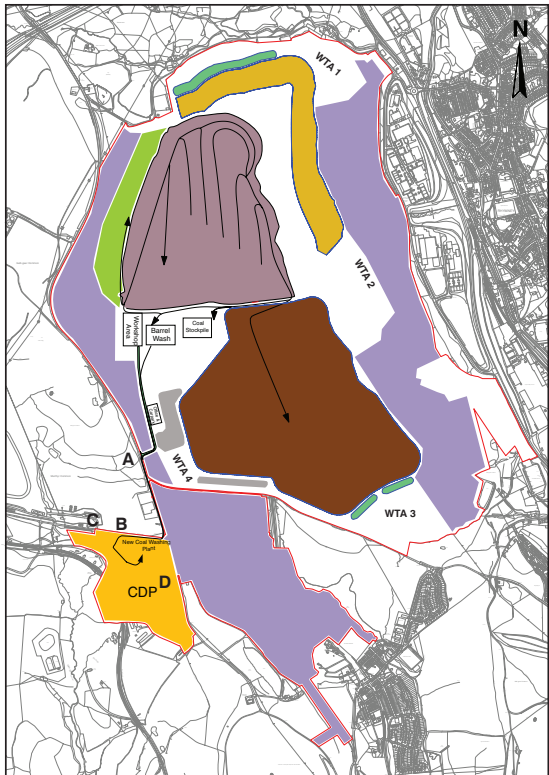 N
WTA 1
WTA 2
Workshop
Area
Barrel
Wash
Coal
Stockpile
A
WTA 4
WTA 3
C
B
New Coal Washing
Plant
D
CDP